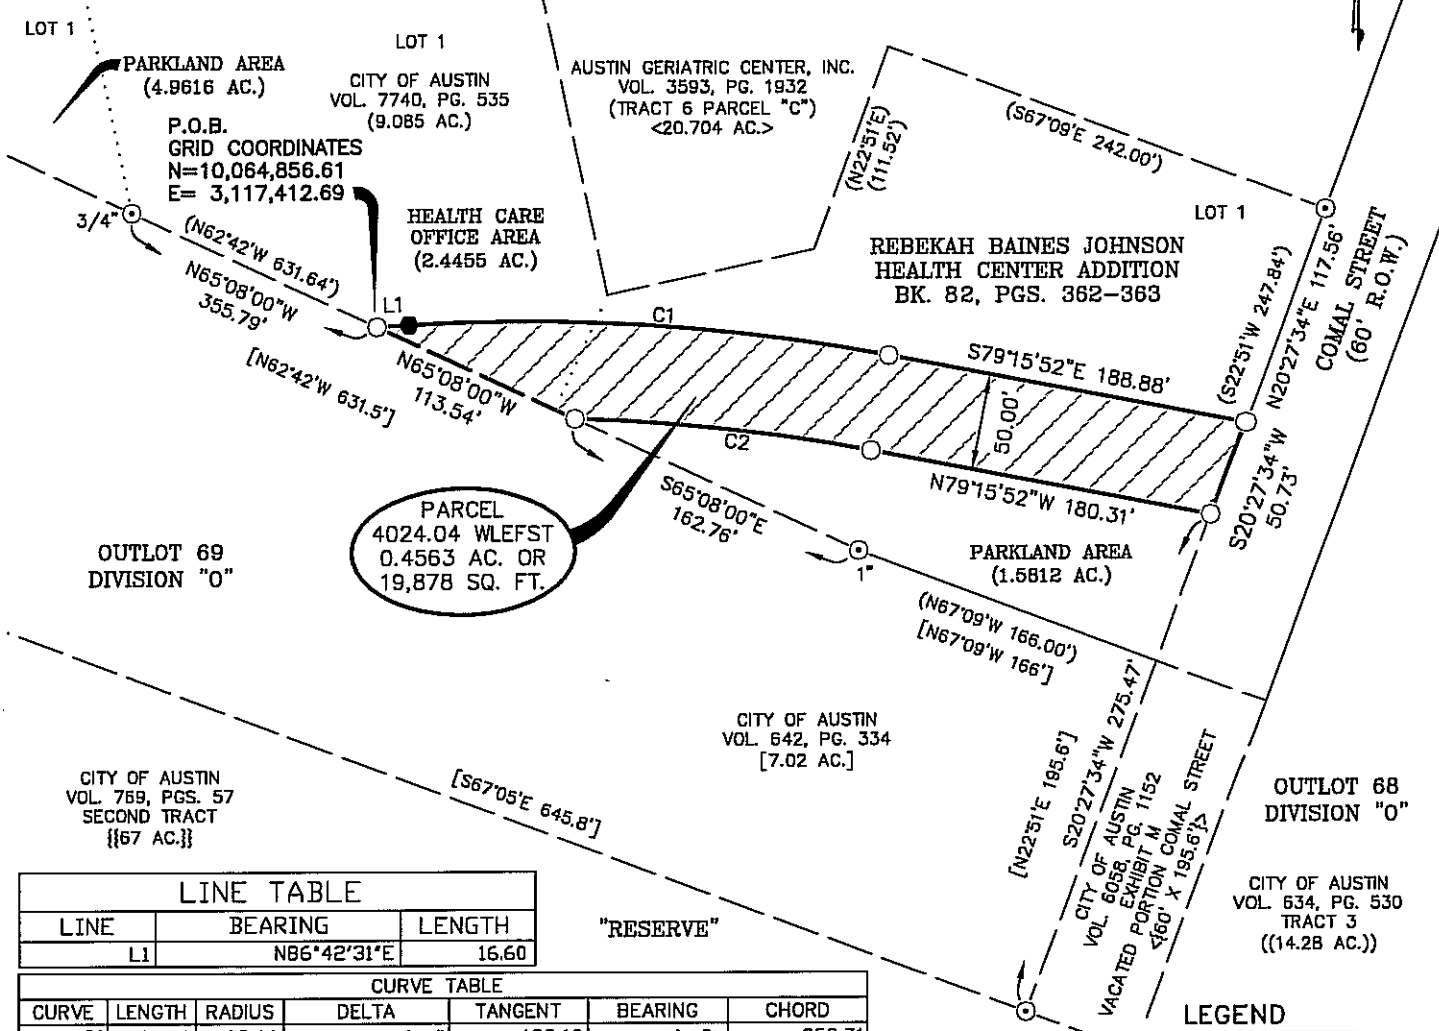 LOT 1
PARKLAND AREA
(4.9616 AC.)
LOT 1
CITY OF AUSTIN
VOL. 7740, PG. 535
(9.085 AC.)
AUSTIN GERIATRIC CENTER, INC.
VOL. 3593, PG. 1932
(TRACT 6 PARCEL "C")
<20.704 AC.>
(N22°51'E)
(111.52')
(S67°09'E 242.00')
P.O.B.
GRID COORDINATES
N=10,064,856.61
E= 3,117,412.69
3/4"
(N62°42'W 631.64')
N65°08'00"W
355.79'
[N62°42'W 631.5']
HEALTH CARE
OFFICE AREA
(2.4455 AC.)
LOT 1
REBEKAH BAINES JOHNSON
HEALTH CENTER ADDITION
BK. 82, PGS. 362-363
(S22°51'W 247.84')
N20°27'34"E 117.56'
COMAL STREET
(60' R.O.W.)
L1
C1
S79°15'52"E 188.88'
N65°08'00"W
113.54'
C2
50.00'
N79°15'52"W 180.31'
S20°27'34"W
50.73'
PARCEL
4024.04 WLEFST
0.4563 AC. OR
19,878 SQ. FT.
S65°08'00"E
162.76'
1"
PARKLAND AREA
(1.5812 AC.)
OUTLOT 69
DIVISION "O"
(N67°09'W 166.00')
[N67°09'W 166']
CITY OF AUSTIN
VOL. 642, PG. 334
[7.02 AC.]
[N22°51'E 195.6']
S20°27'34"W 275.47'
CITY OF AUSTIN
VOL. 6058, PG. 1152
EXHIBIT M
VACATED PORTION COMAL STREET
<[60' X 195.6']>
OUTLOT 68
DIVISION "O"
CITY OF AUSTIN
VOL. 769, PGS. 57
SECOND TRACT
[[67 AC.]]
[S67°05'E 645.8']
CITY OF AUSTIN
VOL. 634, PG. 530
TRACT 3
((14.28 AC.))
"RESERVE"
LINE TABLE
LINE BEARING LENGTH
L1 N86°42'31"E 16.60
CURVE TABLE
CURVE LENGTH RADIUS DELTA TANGENT BEARING CHORD
LEGEND